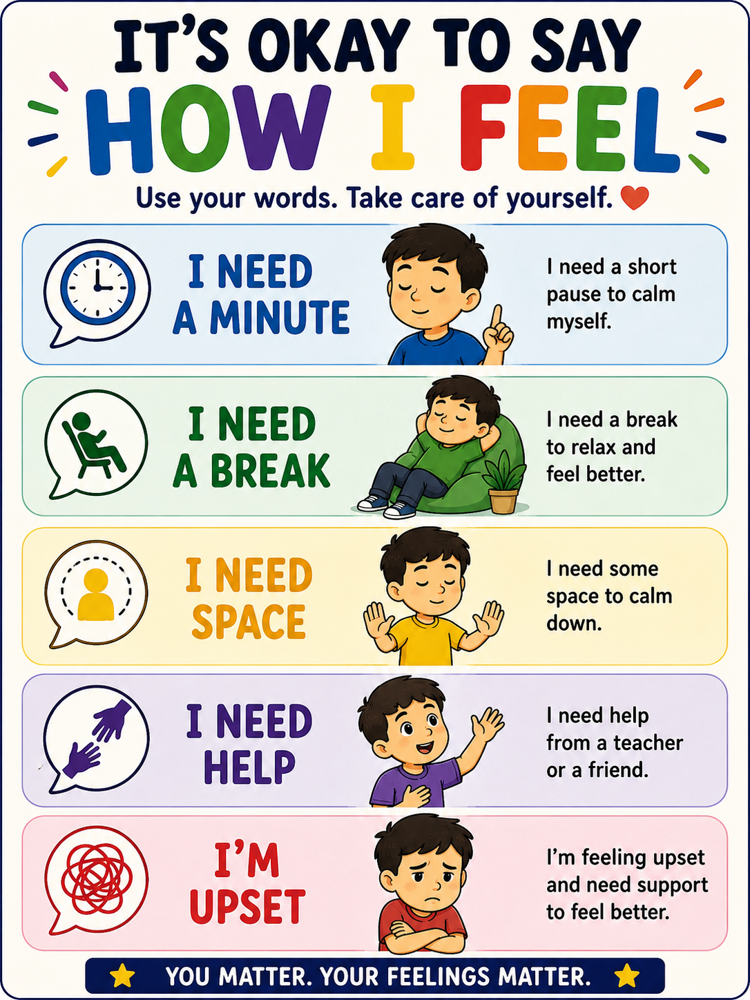 IT'S OKAY TO SAY
HOW I FEEL
Use your words. Take care of yourself.
I NEED
A MINUTE
I need a short
pause to calm
myself.
I NEED
A BREAK
I need a break
to relax and
feel better.
I NEED
SPACE
I need some
space to calm
down.
I NEED
HELP
I need help
from a teacher
or a friend.
I'M
UPSET
I'm feeling upset
and need support
to feel better.
YOU MATTER. YOUR FEELINGS MATTER.